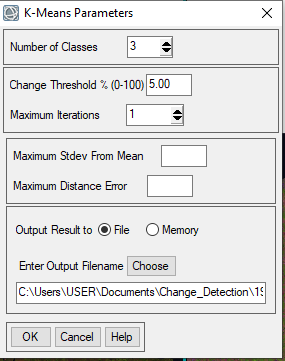 K-Means Parameters
Number of Classes 3
Change Threshold % (0-100) 5.00
Maximum Iterations 1
Maximum Stdev From Mean
Maximum Distance Error
Output Result to File Memory
Enter Output Filename Choose
C:\Users\USER\Documents\Change_Detection\19
OK Cancel Help